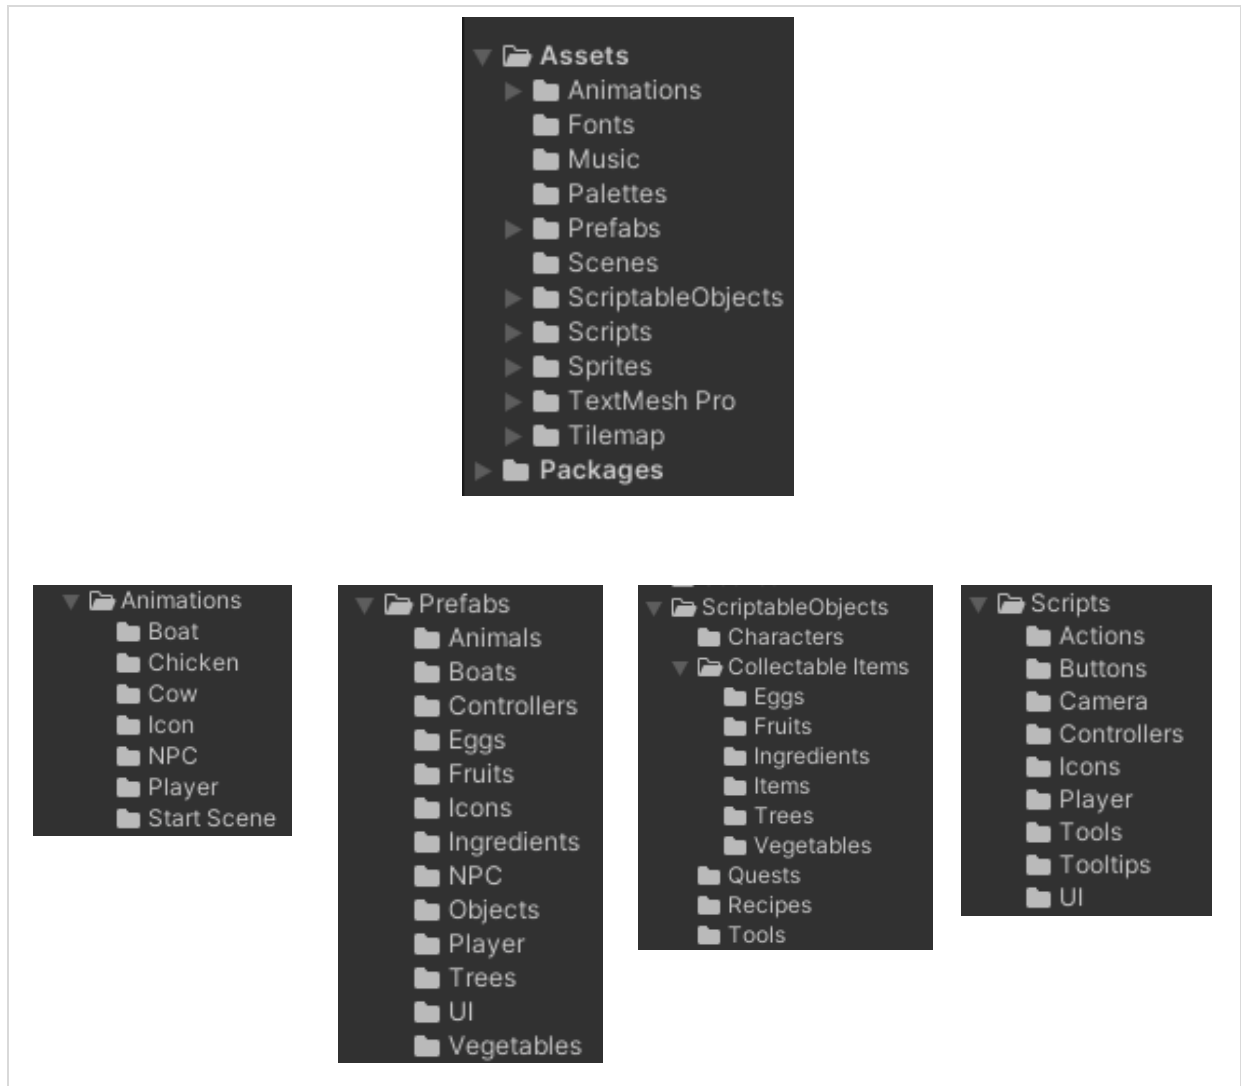 Assets
Animations
Fonts
Music
Palettes
Prefabs
Scenes
ScriptableObjects
Scripts
Sprites
TextMesh Pro
Tilemap
Packages
Animations
Boat
Chicken
Cow
Icon
NPC
Player
Start Scene
Prefabs
Animals
Boats
Controllers
Eggs
Fruits
Icons
Ingredients
NPC
Objects
Player
Trees
UI
Vegetables
ScriptableObjects
Characters
Collectable Items
Eggs
Fruits
Ingredients
Items
Trees
Vegetables
Quests
Recipes
Tools
Scripts
Actions
Buttons
Camera
Controllers
Icons
Player
Tools
Tooltips
UI